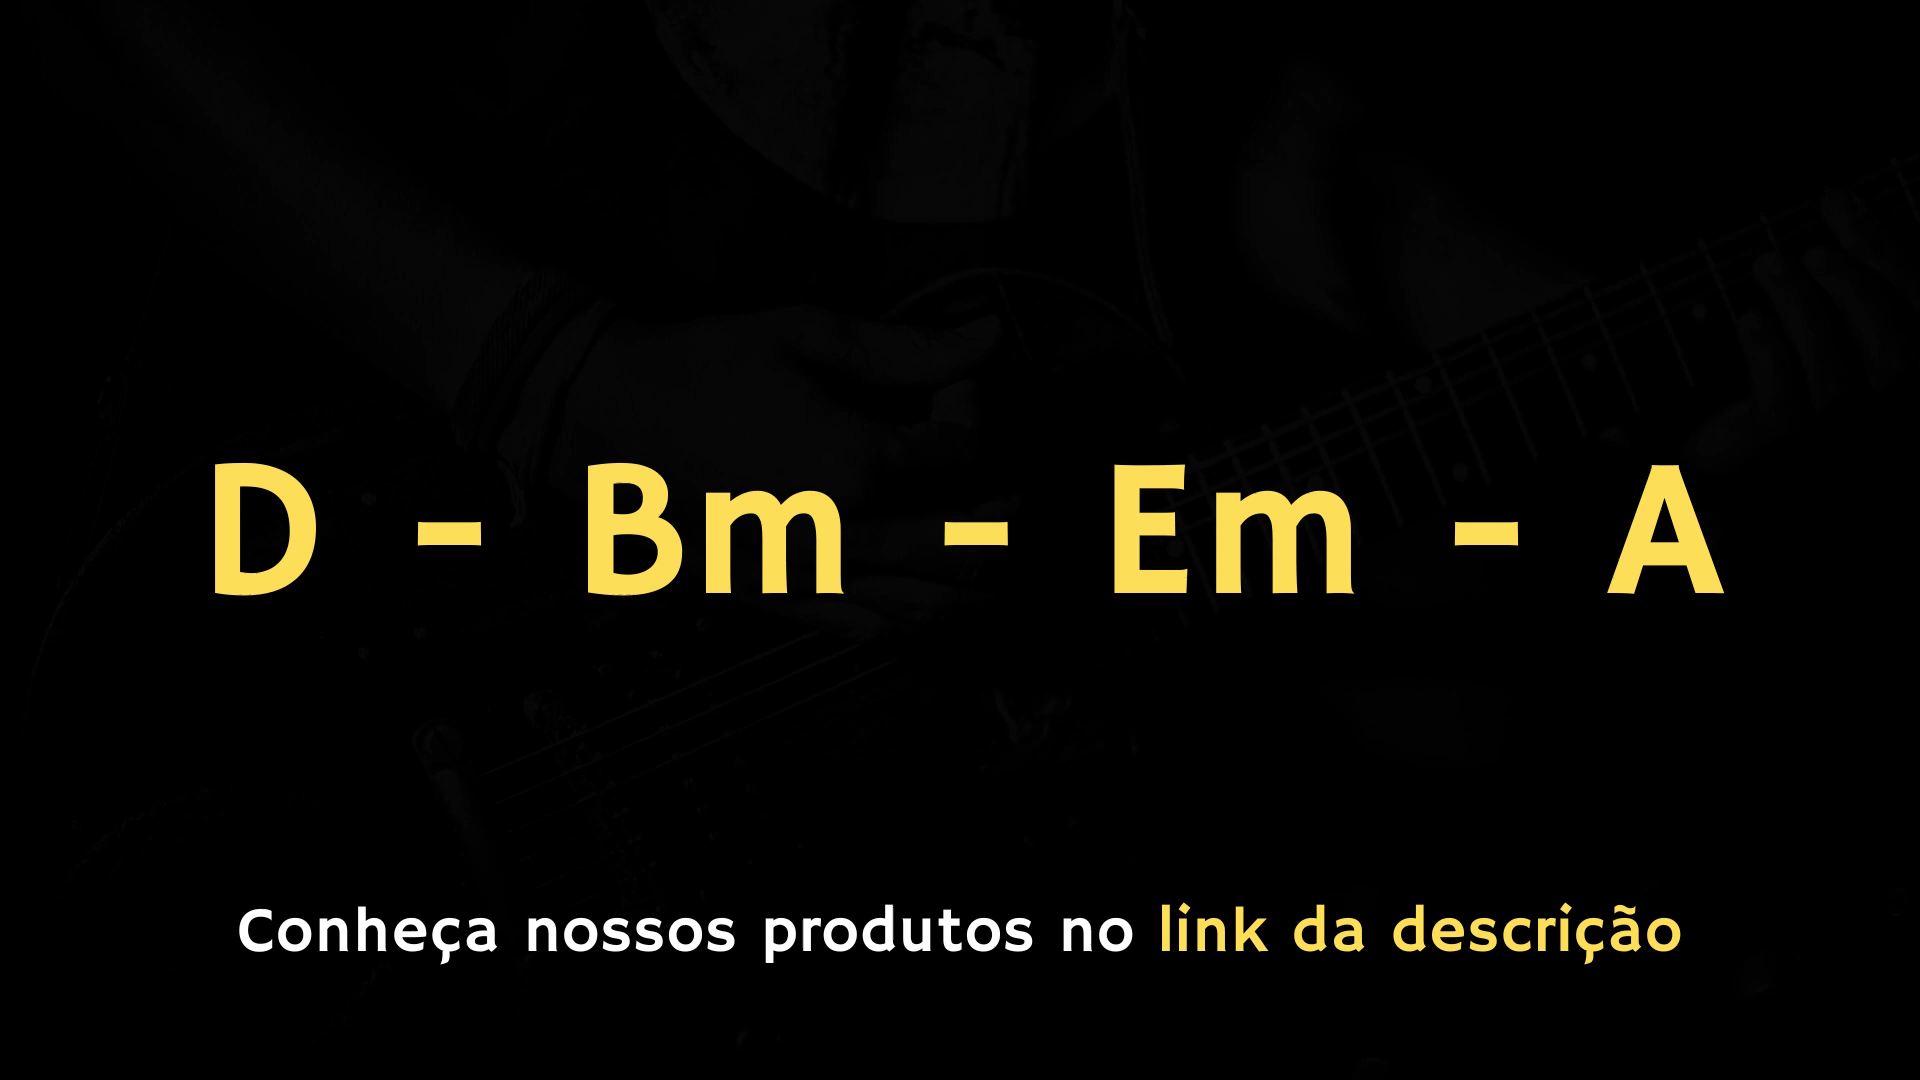 D - Bm - Em - A
Conheça nossos produtos no link da descrição